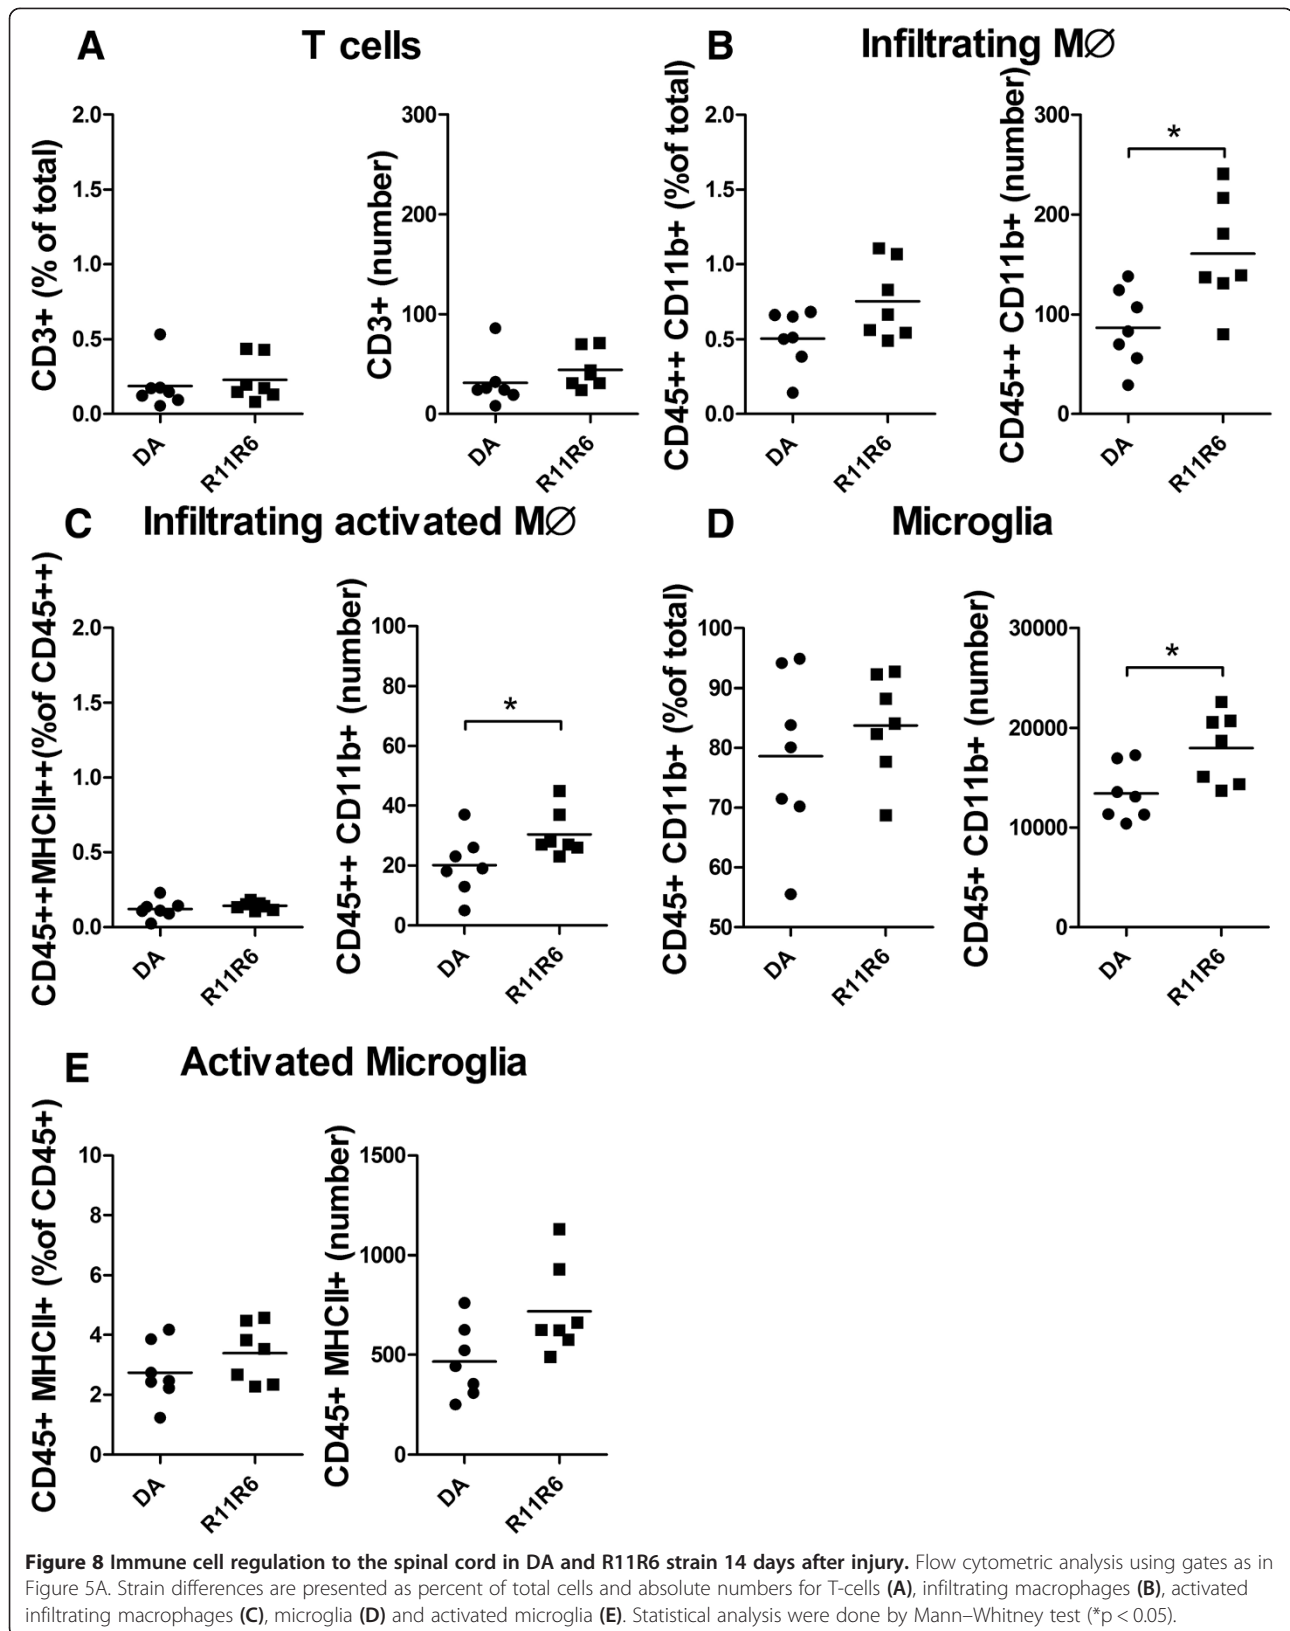 A T cells
CD3+ (% of total)
2.0
1.5
1.0
0.5
0.0
DA
R11R6
CD3+ (number)
300
200
100
0
DA
R11R6
B Infiltrating MØ
CD45++ CD11b+ (%of total)
2.0
1.5
1.0
0.5
0.0
DA
R11R6
CD45++ CD11b+ (number)
300
200
100
0
*
DA
R11R6
C Infiltrating activated MØ
CD45++MHCII++(%of CD45++)
2.0
1.5
1.0
0.5
0.0
DA
R11R6
CD45++ CD11b+ (number)
100
80
60
40
20
0
*
DA
R11R6
D Microglia
CD45+ CD11b+ (%of total)
100
90
80
70
60
50
DA
R11R6
CD45+ CD11b+ (number)
30000
20000
10000
0
*
DA
R11R6
E Activated Microglia
CD45+ MHCII+ (%of CD45+)
10
8
6
4
2
0
DA
R11R6
CD45+ MHCII+ (number)
1500
1000
500
0
DA
R11R6
Figure 8 Immune cell regulation to the spinal cord in DA and R11R6 strain 14 days after injury. Flow cytometric analysis using gates as in
Figure 5A. Strain differences are presented as percent of total cells and absolute numbers for T-cells (A), infiltrating macrophages (B), activated
infiltrating macrophages (C), microglia (D) and activated microglia (E). Statistical analysis were done by Mann–Whitney test (*p < 0.05).